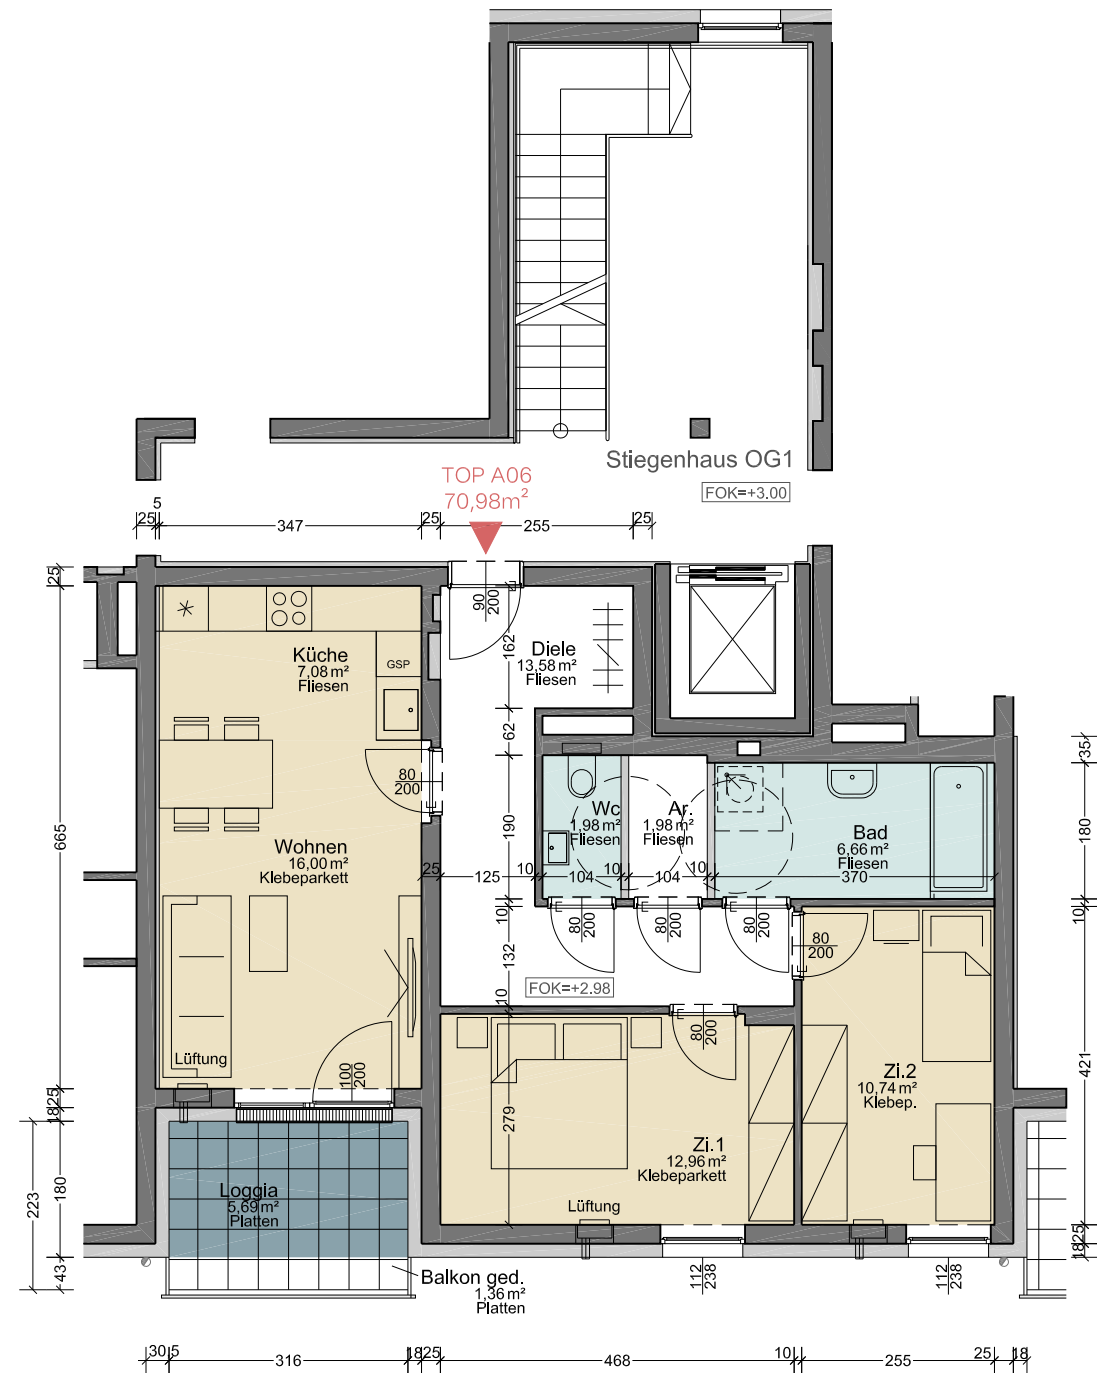 Stiegenhaus OG1
FOK=+3.00
TOP A06
70,98m²
5
25
347
25
255
25
25
665
1825
180
223
43
90
200
162
62
190
10
132
10
Küche
7,08 m²
Fliesen
GSP
Diele
13,58 m²
Fliesen
80
200
Wohnen
16,00 m²
Klebeparkett
Wc
1,98 m²
Fliesen
Ar.
1,98 m²
Fliesen
Bad
6,66 m²
Fliesen
25
125
10
104
10
104
10
370
80
200
80
200
80
200
80
200
35
180
10
421
1825
FOK=+2.98
80
200
Lüftung
100
200
279
Zi.1
12,96 m²
Klebeparkett
Lüftung
Zi.2
10,74 m²
Klebep.
Loggia
5,69 m²
Platten
Balkon ged.
1,36 m²
Platten
112
238
112
238
30
5
316
1825
468
10
255
25
18